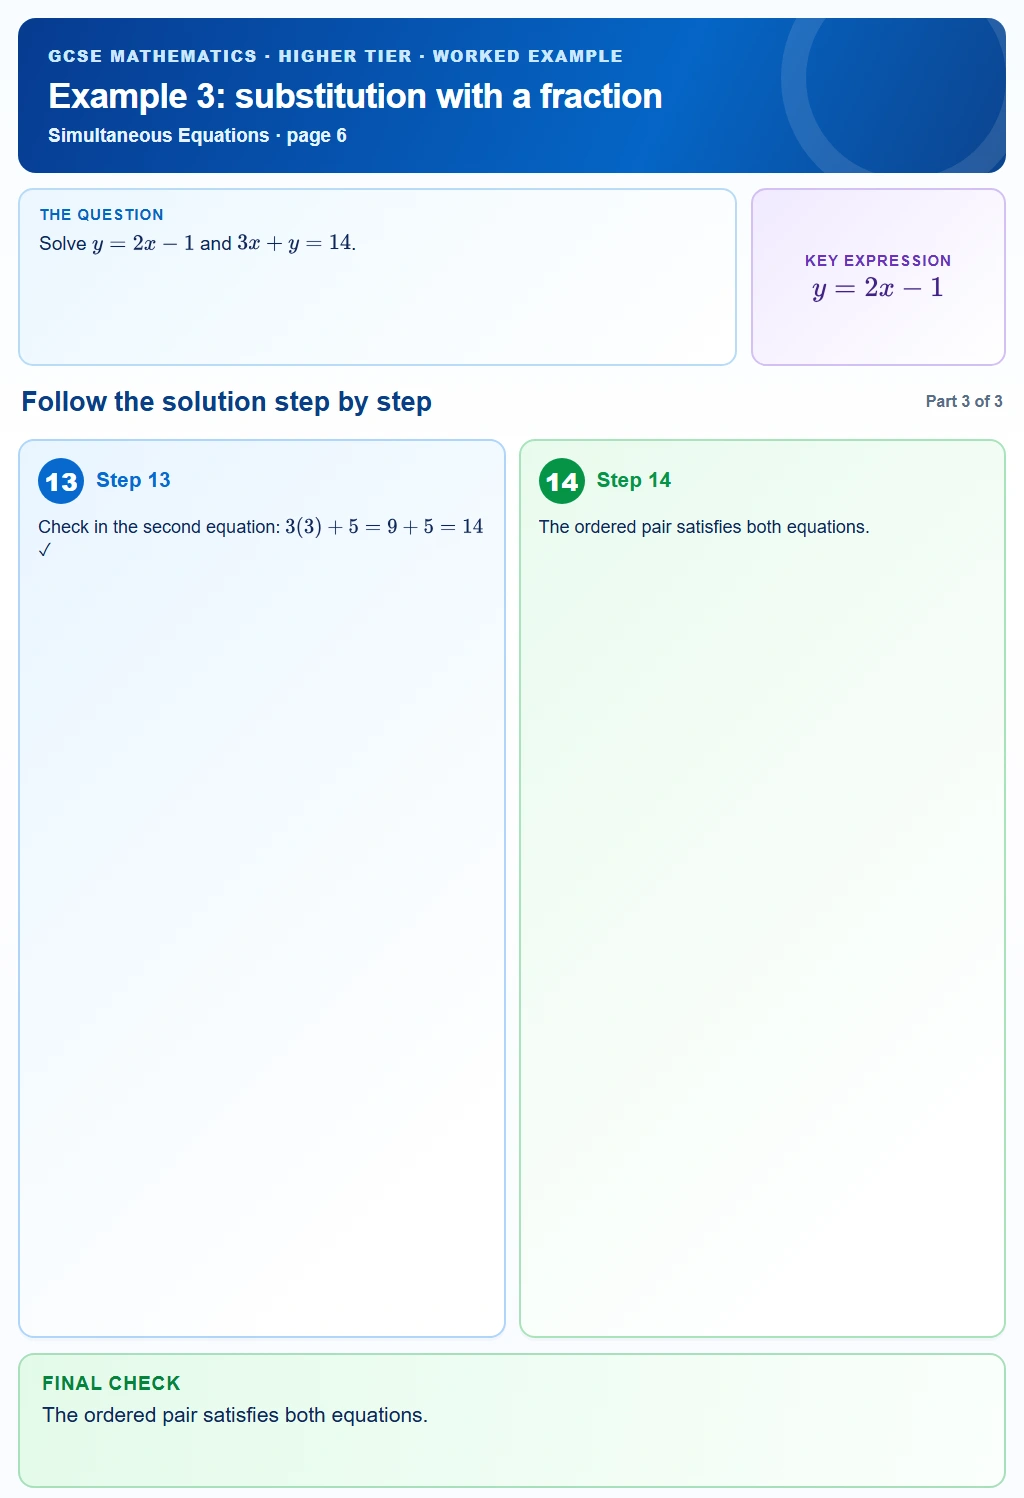 GCSE MATHEMATICS · HIGHER TIER · WORKED EXAMPLE
Example 3: substitution with a fraction
Simultaneous Equations · page 6
THE QUESTION
Solve y = 2x − 1 and 3x + y = 14.
KEY EXPRESSION
y = 2x − 1
Follow the solution step by step
Part 3 of 3
13 Step 13
Check in the second equation: 3(3) + 5 = 9 + 5 = 14
✓
14 Step 14
The ordered pair satisfies both equations.
FINAL CHECK
The ordered pair satisfies both equations.